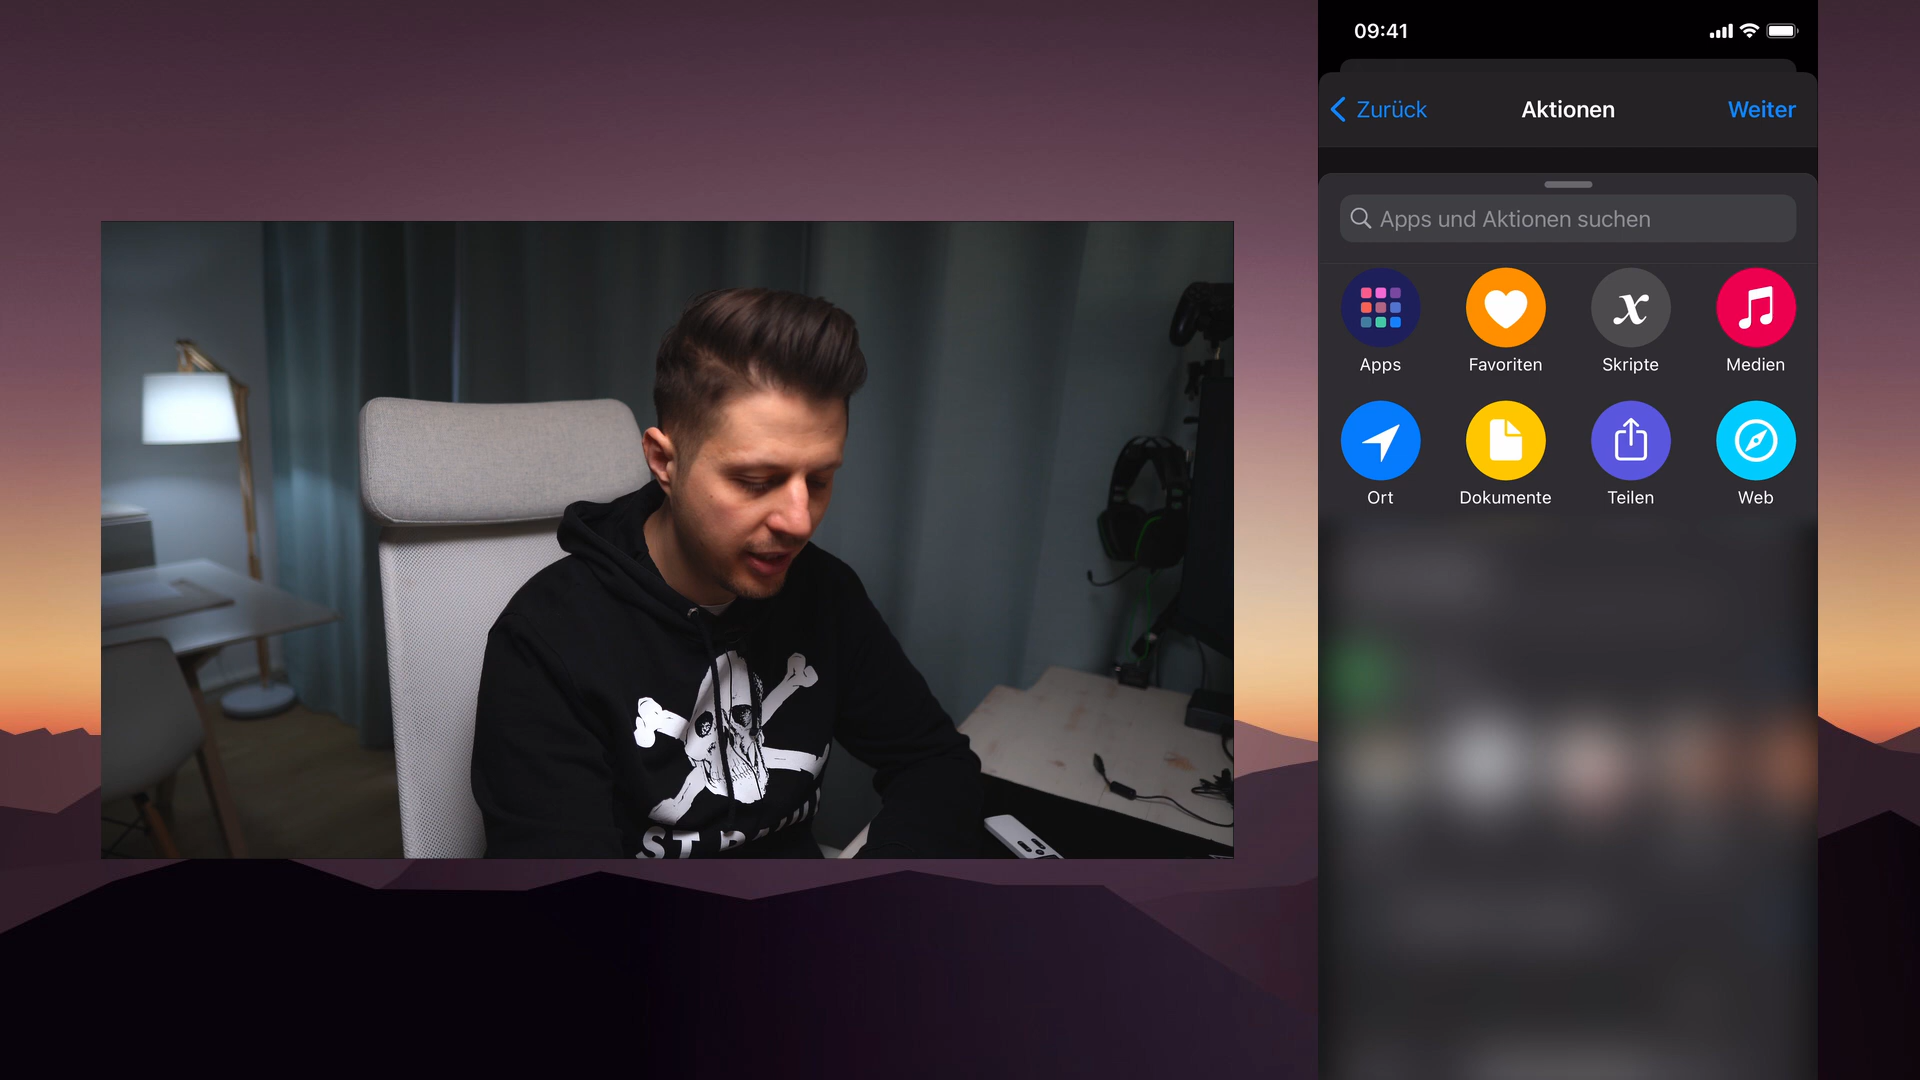 09:41
Zurück
Aktionen
Weiter
Apps und Aktionen suchen
Apps
Favoriten
Skripte
Medien
Ort
Dokumente
Teilen
Web